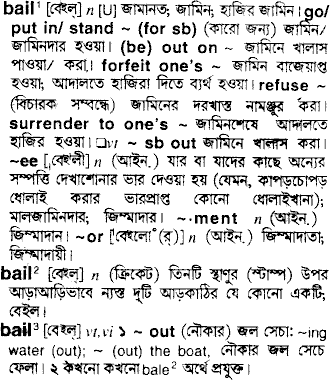 bail¹ [বেইল্] n [U] জামানত; জামিন; হাজির জামিন। go/
put in/ stand ~ (for sb) (কারো জন্য) জামিন/
জামিনদার হওয়া। (be) out on ~ জামিনে খালাস
পাওয়া/ করা। forfeit one's ~ জামিন বাজেয়াপ্ত
হওয়া; আদালতে হাজিরা দিতে ব্যর্থ হওয়া। refuse ~
(বিচারক সম্বন্ধে) জামিনের দরখাস্ত নামঞ্জুর করা।
surrender to one's ~ জামিনশেষে আদালতে
হাজির হওয়া। □vt ~ sb out জামিনে খালাস করা।
~ee [বেইলী] n (আইন.) যার বা যাদের কাছে অন্যের
সম্পত্তি দেখাশোনার ভার দেওয়া হয় (যেমন, কাপড়চোপড়
ধোলাই করার ভারপ্রাপ্ত কোনো ধোলাইখানা);
মালজামিনদার; জিম্মাদার। ~·ment n (আইন.)
জিম্মাদান। ~or ['বেইলো(র্)] n (আইন.) জিম্মাদাতা;
জিম্মাদায়ী।
bail² [বেইল্] n (ক্রিকেট) তিনটি স্থাণুর (স্টাম্প) উপর
আড়াআড়িভাবে ন্যস্ত দুটি আড়কাঠির যে কোনো একটি;
বেইল।
bail³ [বেইল্] vt,vi ১ ~ out (নৌকার) জল সেচা: ~ing
water (out); ~ (out) the boat, নৌকার জল সেচে
ফেলা। ২ কখনো কখনো bale² অর্থে প্রযুক্ত।